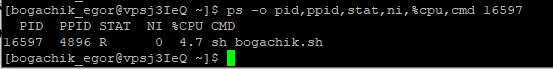 [bogachik_egor@vpsj3IeQ ~]$ ps -o pid,ppid,stat,ni,%cpu,cmd 16597
  PID  PPID STAT  NI %CPU CMD
16597  4896 R      0  4.7 sh bogachik.sh
[bogachik_egor@vpsj3IeQ ~]$